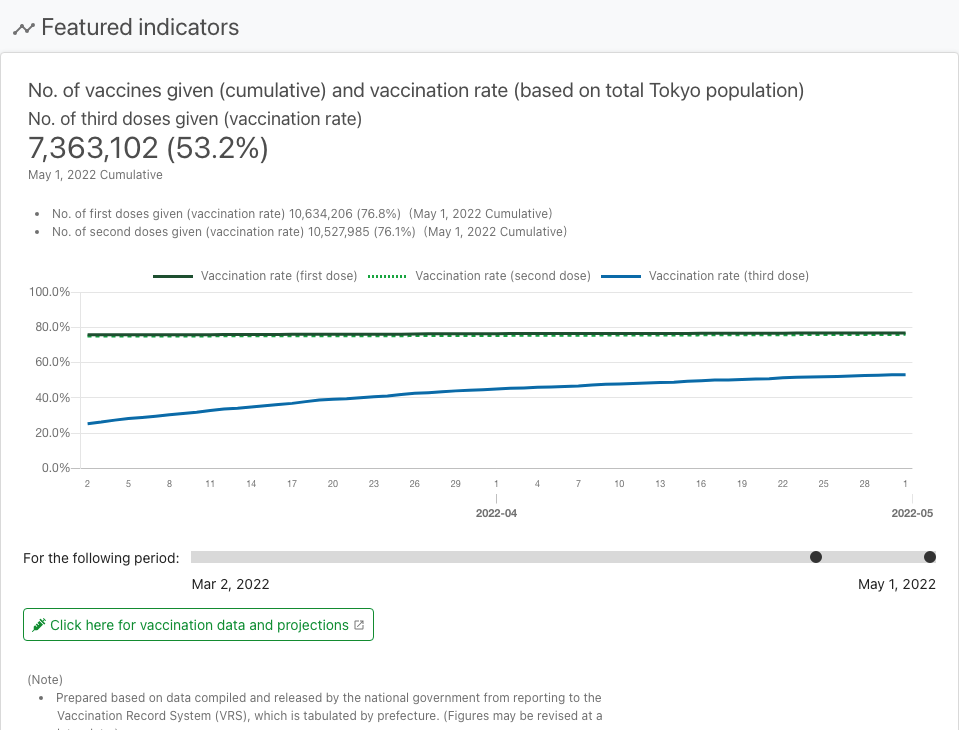 Featured indicators
No. of vaccines given (cumulative) and vaccination rate (based on total Tokyo population)
No. of third doses given (vaccination rate)
7,363,102 (53.2%)
May 1, 2022 Cumulative
• No. of first doses given (vaccination rate) 10,634,206 (76.8%) (May 1, 2022 Cumulative)
• No. of second doses given (vaccination rate) 10,527,985 (76.1%) (May 1, 2022 Cumulative)
Vaccination rate (first dose) Vaccination rate (second dose) Vaccination rate (third dose)
100.0%
80.0%
60.0%
40.0%
20.0%
0.0%
2 5 8 11 14 17 20 23 26 29 1 4 7 10 13 16 19 22 25 28 1
2022-04 2022-05
For the following period:
Mar 2, 2022 May 1, 2022
Click here for vaccination data and projections
(Note)
• Prepared based on data compiled and released by the national government from reporting to the
Vaccination Record System (VRS), which is tabulated by prefecture. (Figures may be revised at a